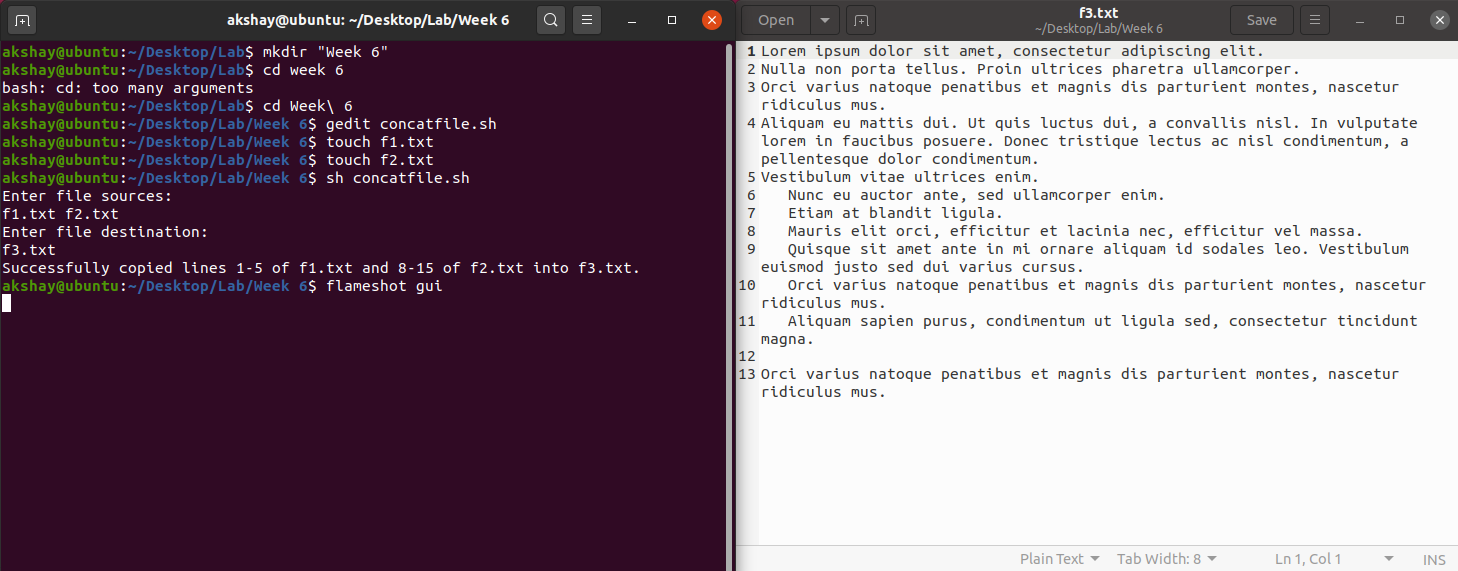 akshay@ubuntu: ~/Desktop/Lab/Week 6
akshay@ubuntu:~/Desktop/Lab$ mkdir "Week 6"
akshay@ubuntu:~/Desktop/Lab$ cd week 6
bash: cd: too many arguments
akshay@ubuntu:~/Desktop/Lab$ cd Week\ 6
akshay@ubuntu:~/Desktop/Lab/Week 6$ gedit concatfile.sh
akshay@ubuntu:~/Desktop/Lab/Week 6$ touch f1.txt
akshay@ubuntu:~/Desktop/Lab/Week 6$ touch f2.txt
akshay@ubuntu:~/Desktop/Lab/Week 6$ sh concatfile.sh
Enter file sources:
f1.txt f2.txt
Enter file destination:
f3.txt
Successfully copied lines 1-5 of f1.txt and 8-15 of f2.txt into f3.txt.
akshay@ubuntu:~/Desktop/Lab/Week 6$ flameshot gui
Open
f3.txt
~/Desktop/Lab/Week 6
Save
1 Lorem ipsum dolor sit amet, consectetur adipiscing elit.
2 Nulla non porta tellus. Proin ultrices pharetra ullamcorper.
3 Orci varius natoque penatibus et magnis dis parturient montes, nascetur
ridiculus mus.
4 Aliquam eu mattis dui. Ut quis luctus dui, a convallis nisl. In vulputate
lorem in faucibus posuere. Donec tristique lectus ac nisl condimentum, a
pellentesque dolor condimentum.
5 Vestibulum vitae ultrices enim.
6    Nunc eu auctor ante, sed ullamcorper enim.
7    Etiam at blandit ligula.
8    Mauris elit orci, efficitur et lacinia nec, efficitur vel massa.
9    Quisque sit amet ante in mi ornare aliquam id sodales leo. Vestibulum
euismod justo sed dui varius cursus.
10    Orci varius natoque penatibus et magnis dis parturient montes, nascetur
ridiculus mus.
11    Aliquam sapien purus, condimentum ut ligula sed, consectetur tincidunt
magna.
12
13 Orci varius natoque penatibus et magnis dis parturient montes, nascetur
ridiculus mus.
Plain Text Tab Width: 8 Ln 1, Col 1 INS